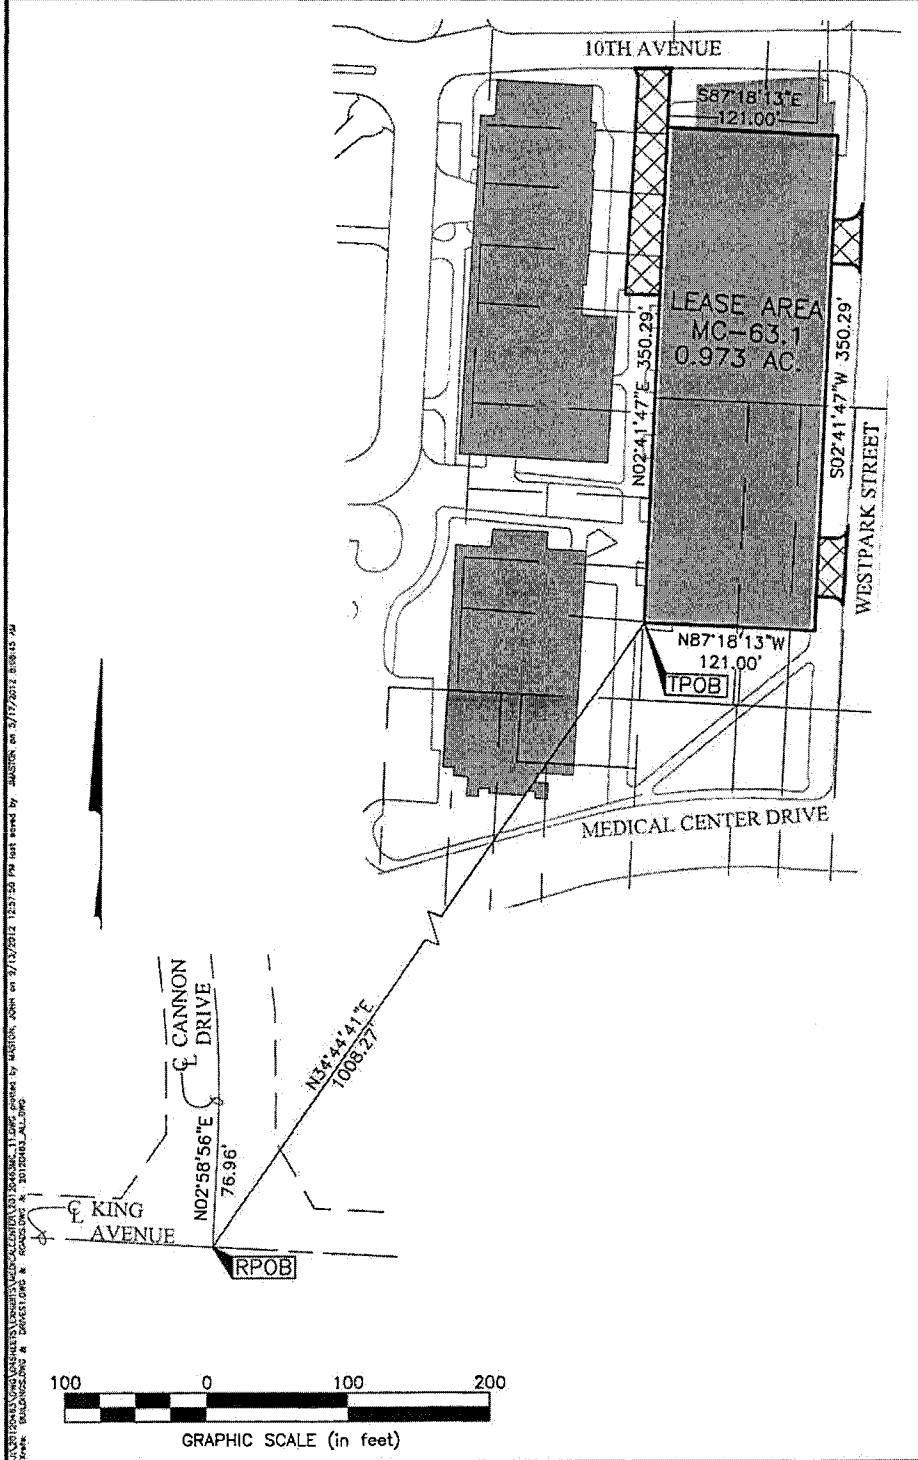 10TH AVENUE
S87°18'13"E
121.00'
LEASE AREA
MC-63.1
0.973 AC.
N02°41'47"E 350.29'
S02°41'47"W 350.29'
WESTPARK STREET
N87°18'13"W
121.00'
TPOB
MEDICAL CENTER DRIVE
N34°44'41"E
1008.27'
CL CANNON
DRIVE
N02°58'56"E
76.96'
CL KING
AVENUE
RPOB
100 0 100 200
GRAPHIC SCALE (in feet)